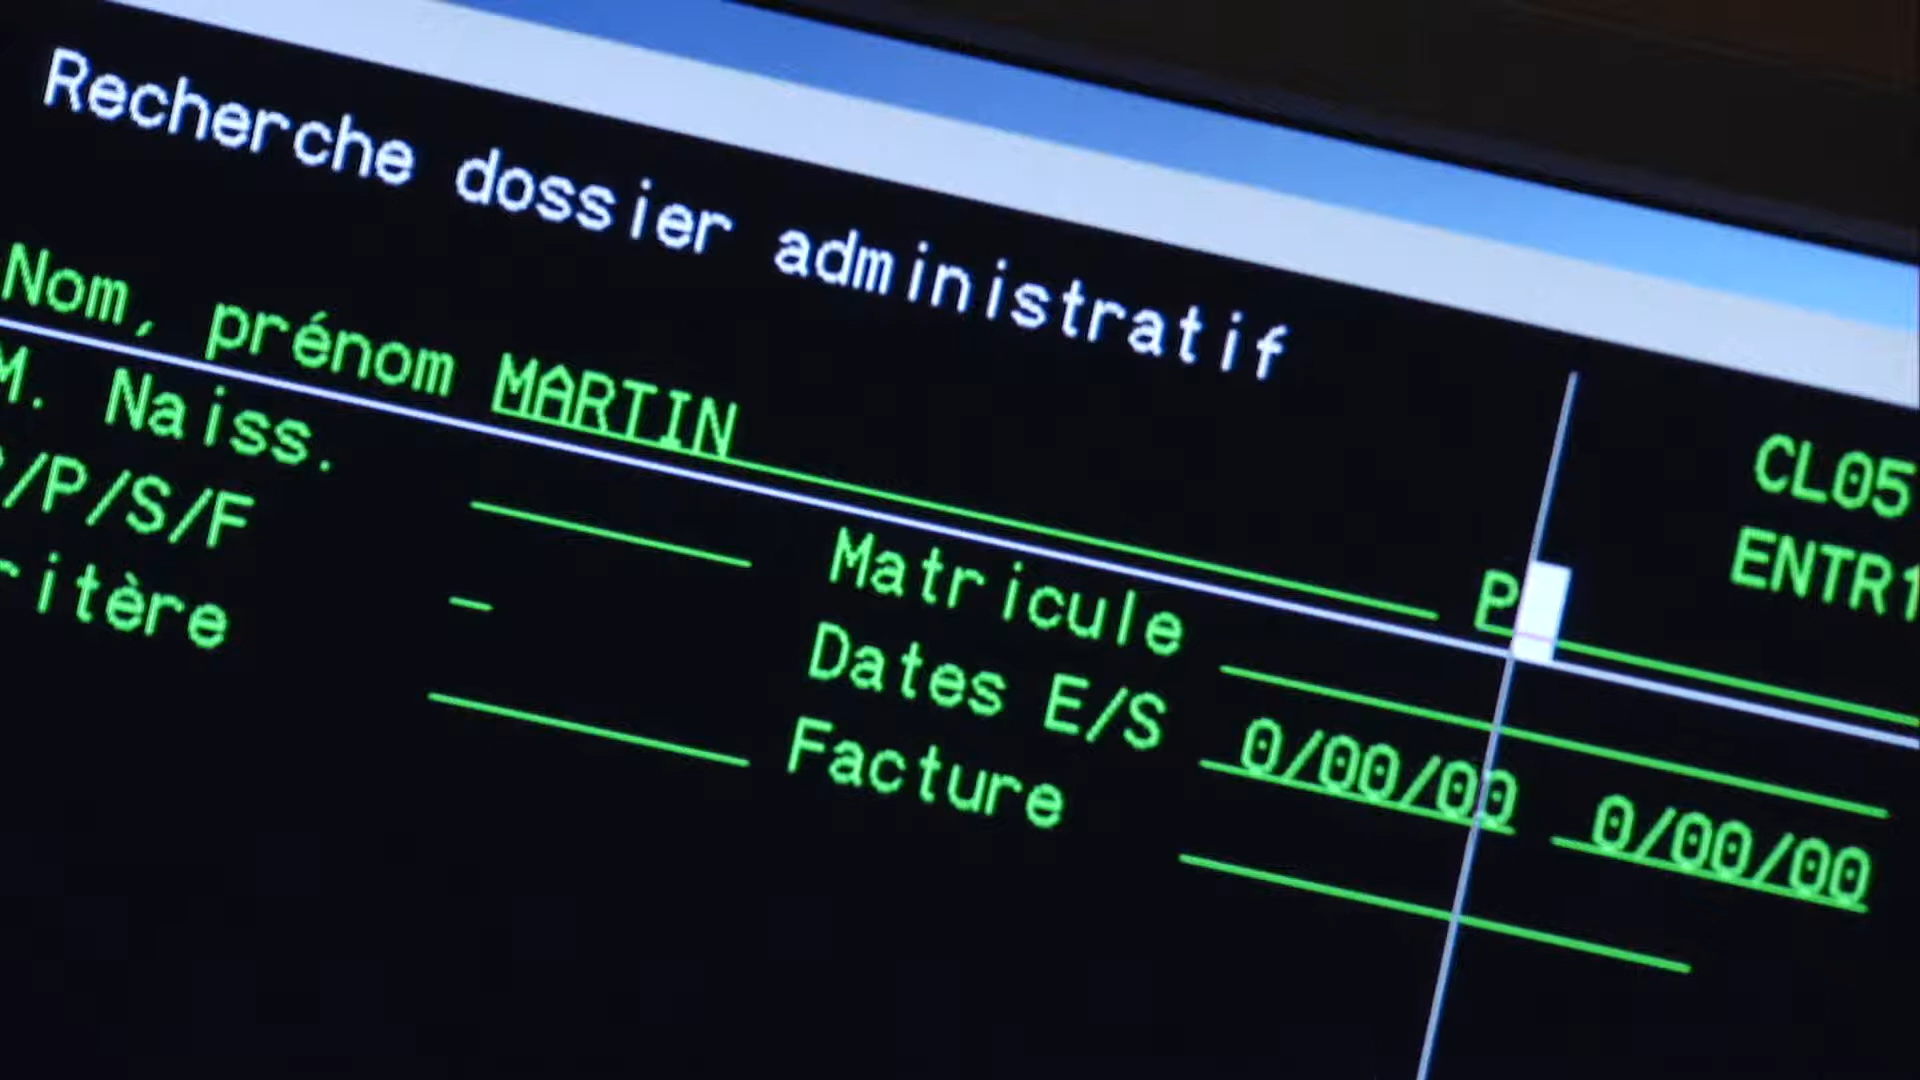 Recherche dossier administratif
CL05
Nom, prénom MARTIN P
ENTR1
M. Naiss. Matricule
/P/S/F Dates E/S 0/00/00 0/00/00
ritère Facture